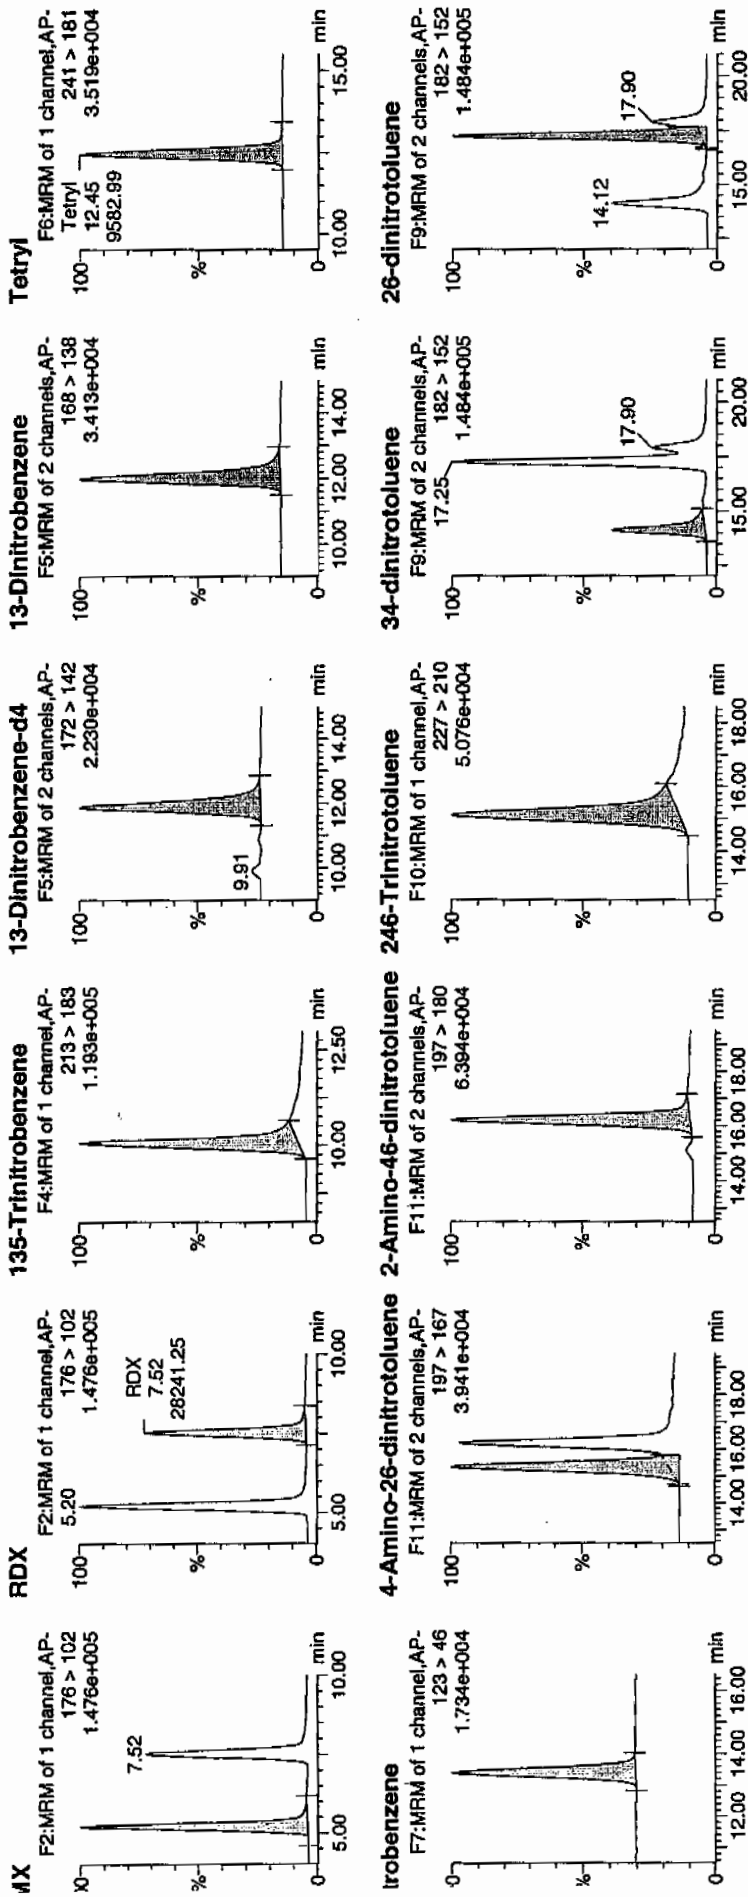 MX
F2:MRM of 1 channel,AP-
176 > 102
1.476e+005
7.52
%
0
5.00
10.00
min
RDX
F2:MRM of 1 channel,AP-
176 > 102
1.476e+005
100
5.20
RDX
7.52
28241.25
%
0
5.00
10.00
min
135-Trinitrobenzene
F4:MRM of 1 channel,AP-
213 > 183
1.193e+005
100
%
0
10.00
12.50
min
13-Dinitrobenzene-d4
F5:MRM of 2 channels,AP-
172 > 142
2.230e+004
100
%
9.91
0
10.00
12.00
14.00
min
13-Dinitrobenzene
F5:MRM of 2 channels,AP-
168 > 138
3.413e+004
100
%
0
10.00
12.00
14.00
min
Tetryl
F6:MRM of 1 channel,AP-
241 > 181
3.519e+004
100
Tetryl
12.45
9582.99
%
0
10.00
15.00
min
trobenzene
F7:MRM of 1 channel,AP-
123 > 46
1.734e+004
%
0
12.00
14.00
16.00
min
4-Amino-26-dinitrotoluene
F11:MRM of 2 channels,AP-
197 > 167
3.941e+004
100
%
0
14.00
16.00
18.00
min
2-Amino-46-dinitrotoluene
F11:MRM of 2 channels,AP-
197 > 180
6.394e+004
100
%
0
14.00
16.00
18.00
min
246-Trinitrotoluene
F10:MRM of 1 channel,AP-
227 > 210
5.076e+004
100
%
0
14.00
16.00
18.00
min
34-dinitrotoluene
F9:MRM of 2 channels,AP-
182 > 152
1.484e+005
100
17.25
17.90
%
0
15.00
20.00
min
26-dinitrotoluene
F9:MRM of 2 channels,AP-
182 > 152
1.484e+005
100
14.12
17.90
%
0
15.00
20.00
min